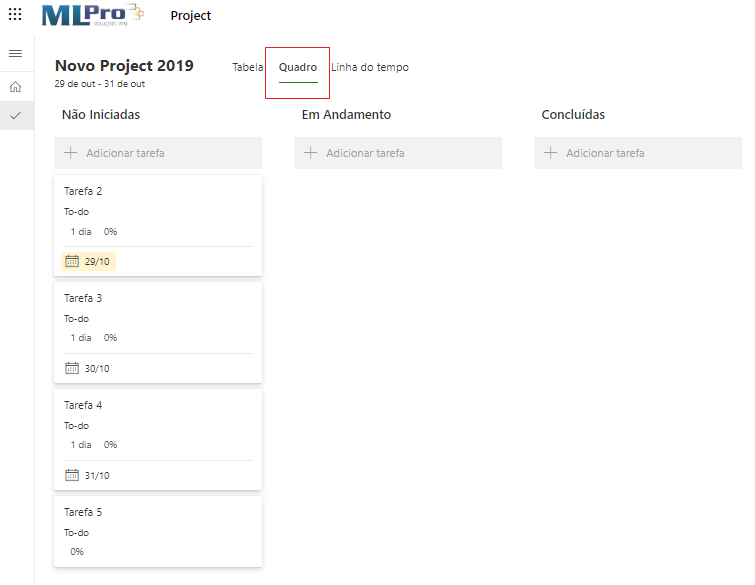 MLPro Project
SOLUÇÕES PPM
Novo Project 2019 Tabela Quadro Linha do tempo
29 de out - 31 de out
Não Iniciadas Em Andamento Concluídas
Adicionar tarefa Adicionar tarefa Adicionar tarefa
Tarefa 2
To-do
1 dia 0%
29/10
Tarefa 3
To-do
1 dia 0%
30/10
Tarefa 4
To-do
1 dia 0%
31/10
Tarefa 5
To-do
0%